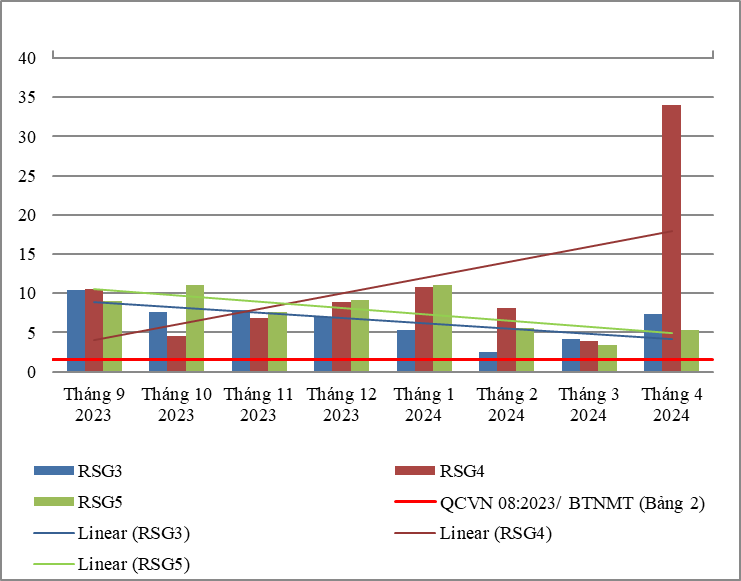 40
35
30
25
20
15
10
5
0
Tháng 9 Tháng 10 Tháng 11 Tháng 12 Tháng 1 Tháng 2 Tháng 3 Tháng 4
2023 2023 2023 2023 2024 2024 2024 2024
RSG3 RSG4
RSG5 QCVN 08:2023/ BTNMT (Bảng 2)
Linear (RSG3) Linear (RSG4)
Linear (RSG5)